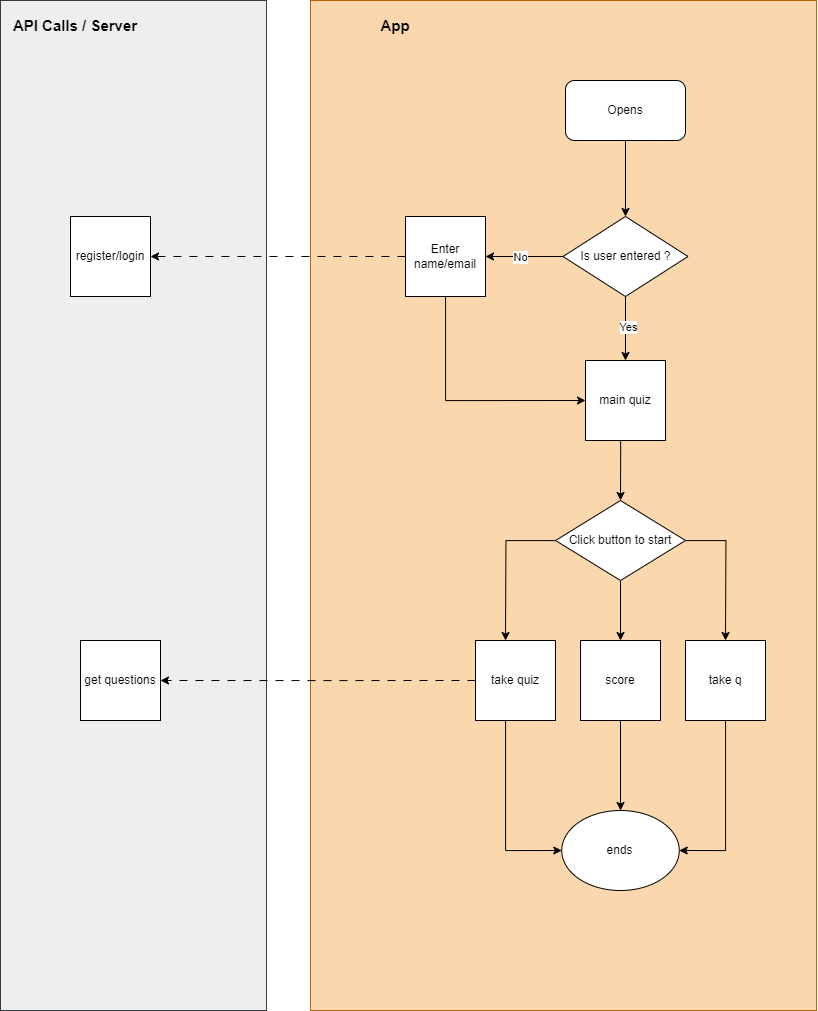 API Calls / Server
App
Opens
register/login
Enter
name/email
No
Is user entered ?
Yes
main quiz
Click button to start
get questions
take quiz
score
take q
ends